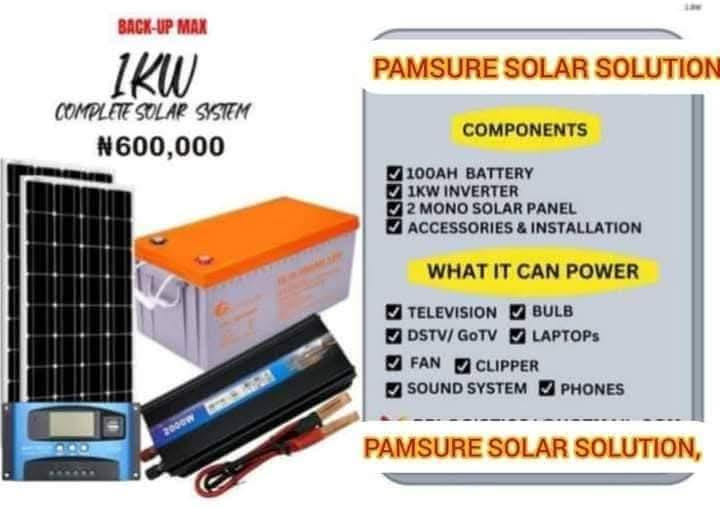 BACK-UP MAX
1KW
COMPLETE SOLAR SYSTEM
₦600,000
2000W
PAMSURE SOLAR SOLUTION
COMPONENTS
100AH BATTERY
1KW INVERTER
2 MONO SOLAR PANEL
ACCESSORIES & INSTALLATION
WHAT IT CAN POWER
TELEVISION BULB
DSTV/ GoTV LAPTOPs
FAN CLIPPER
SOUND SYSTEM PHONES
PAMSURE SOLAR SOLUTION,